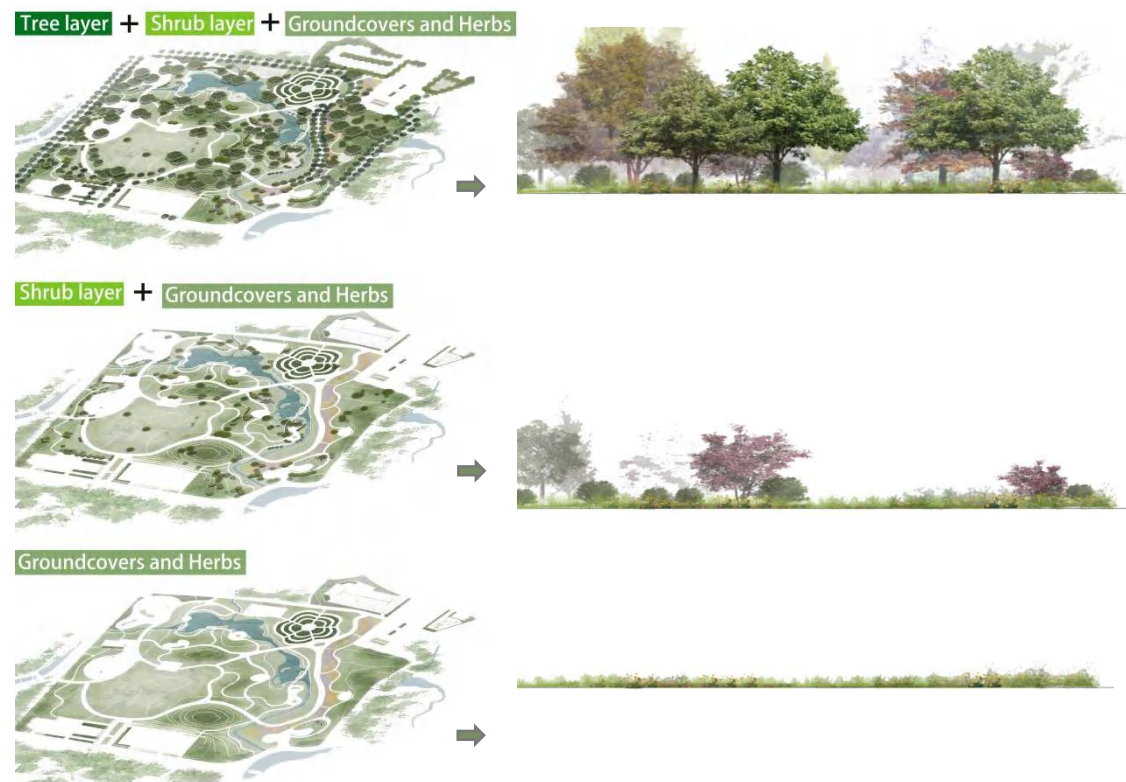 Tree layer + Shrub layer + Groundcovers and Herbs
Shrub layer + Groundcovers and Herbs
Groundcovers and Herbs